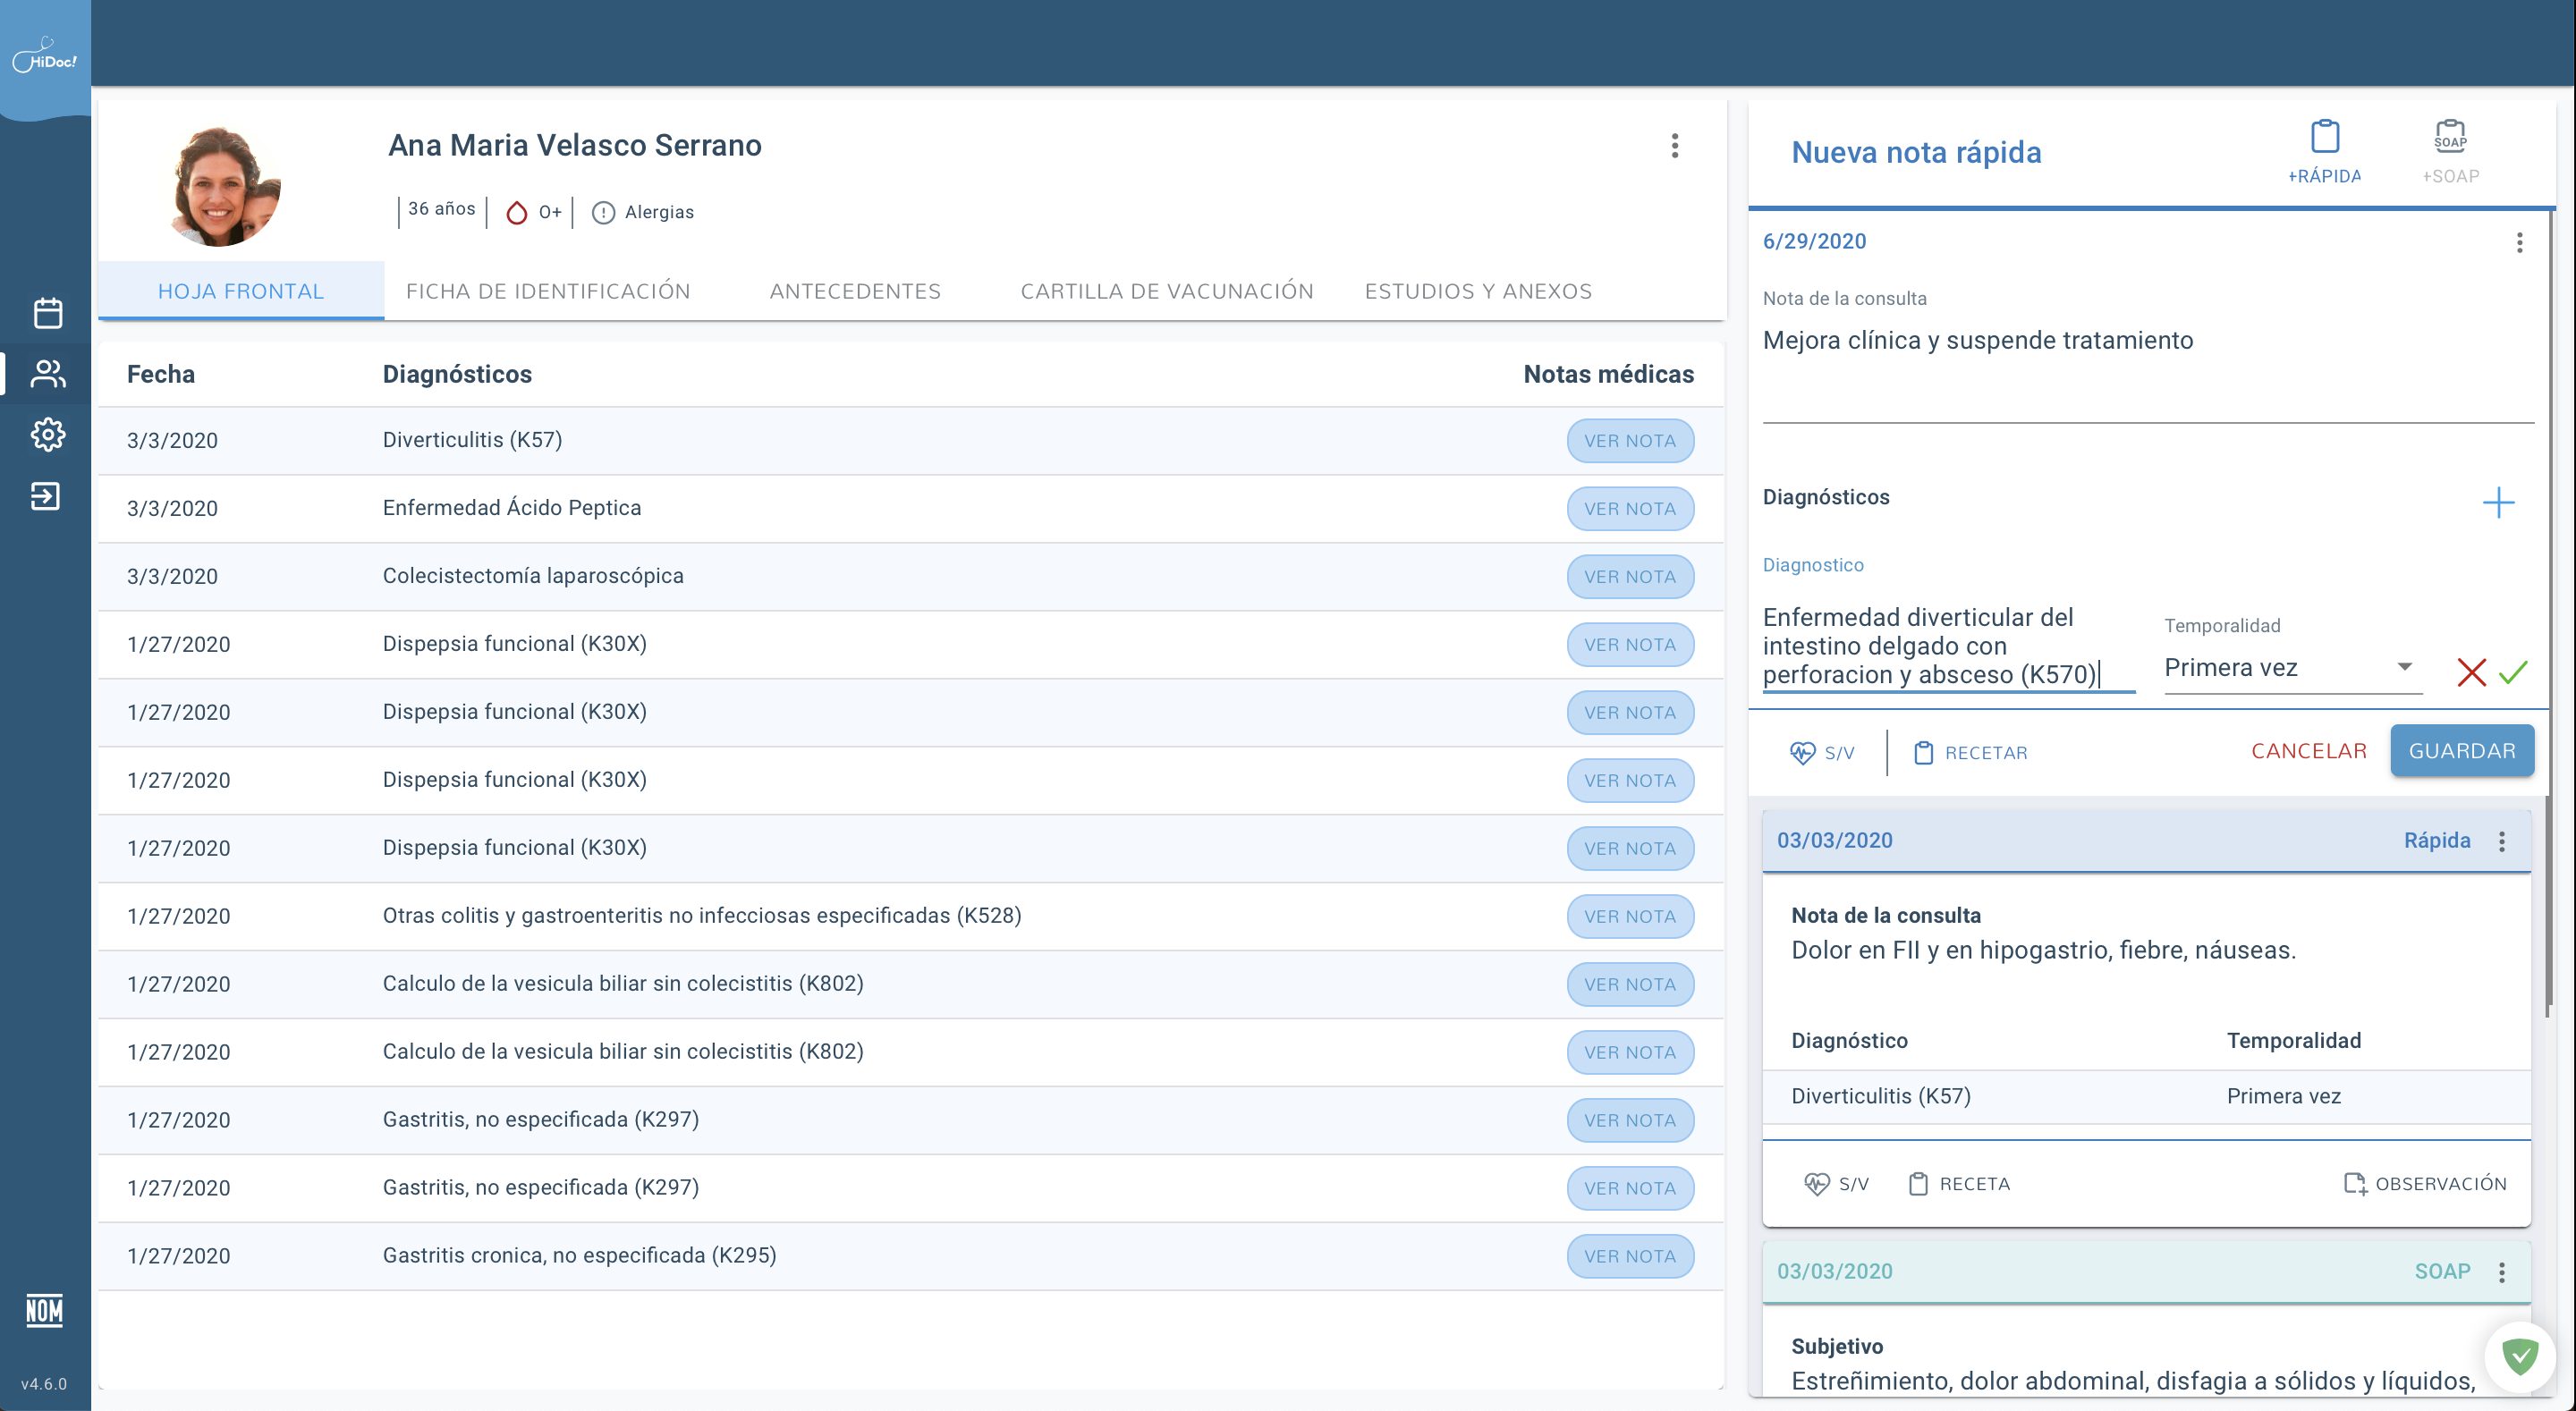 HiDoc!
Ana Maria Velasco Serrano
36 años
O+
Alergias
HOJA FRONTAL
FICHA DE IDENTIFICACIÓN
ANTECEDENTES
CARTILLA DE VACUNACIÓN
ESTUDIOS Y ANEXOS
Fecha Diagnósticos Notas médicas
3/3/2020 Diverticulitis (K57) VER NOTA
3/3/2020 Enfermedad Ácido Peptica VER NOTA
3/3/2020 Colecistectomía laparoscópica VER NOTA
1/27/2020 Dispepsia funcional (K30X) VER NOTA
1/27/2020 Dispepsia funcional (K30X) VER NOTA
1/27/2020 Dispepsia funcional (K30X) VER NOTA
1/27/2020 Dispepsia funcional (K30X) VER NOTA
1/27/2020 Otras colitis y gastroenteritis no infecciosas especificadas (K528) VER NOTA
1/27/2020 Calculo de la vesicula biliar sin colecistitis (K802) VER NOTA
1/27/2020 Calculo de la vesicula biliar sin colecistitis (K802) VER NOTA
1/27/2020 Gastritis, no especificada (K297) VER NOTA
1/27/2020 Gastritis, no especificada (K297) VER NOTA
1/27/2020 Gastritis cronica, no especificada (K295) VER NOTA
NOM
v4.6.0
Nueva nota rápida
+RÁPIDA
SOAP
+SOAP
6/29/2020
Nota de la consulta
Mejora clínica y suspende tratamiento
Diagnósticos
Diagnostico
Enfermedad diverticular del
intestino delgado con
perforacion y absceso (K570)
Temporalidad
Primera vez
S/V
RECETAR
CANCELAR
GUARDAR
03/03/2020 Rápida
Nota de la consulta
Dolor en FII y en hipogastrio, fiebre, náuseas.
Diagnóstico Temporalidad
Diverticulitis (K57) Primera vez
S/V
RECETA
OBSERVACIÓN
03/03/2020 SOAP
Subjetivo
Estreñimiento, dolor abdominal, disfagia a sólidos y líquidos,